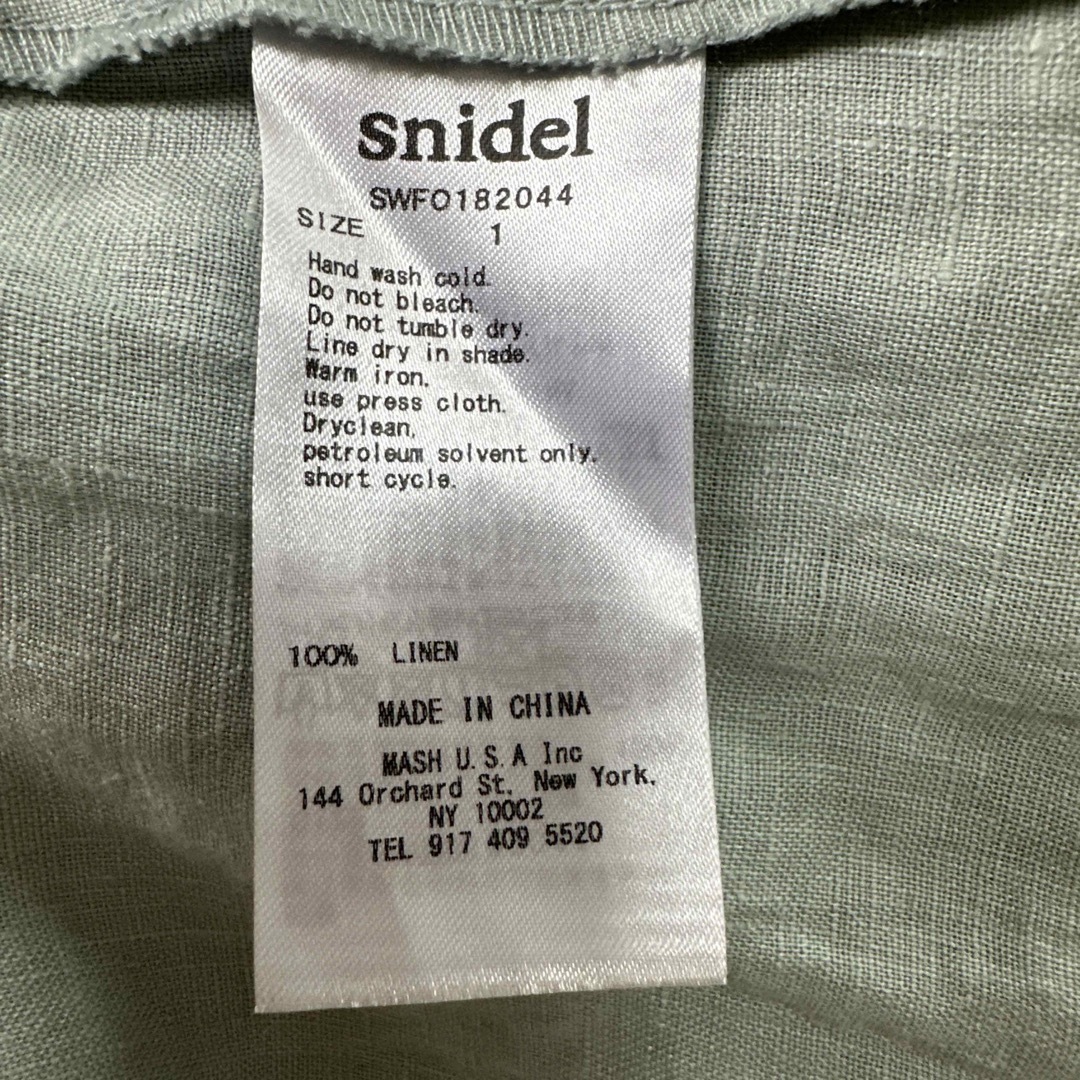 snidel
SWFO182044
SIZE 1
Hand wash cold.
Do not bleach.
Do not tumble dry.
Line dry in shade.
Warm iron.
use press cloth.
Dryclean,
petroleum solvent only.
short cycle.
100% LINEN
MADE IN CHINA
MASH U.S.A Inc
144 Orchard St. New York.
NY 10002
TEL 917 409 5520